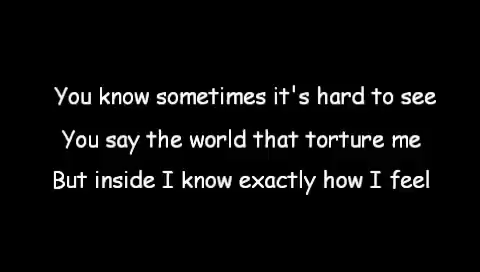 You know sometimes it's hard to see
You say the world that torture me
But inside I know exactly how I feel